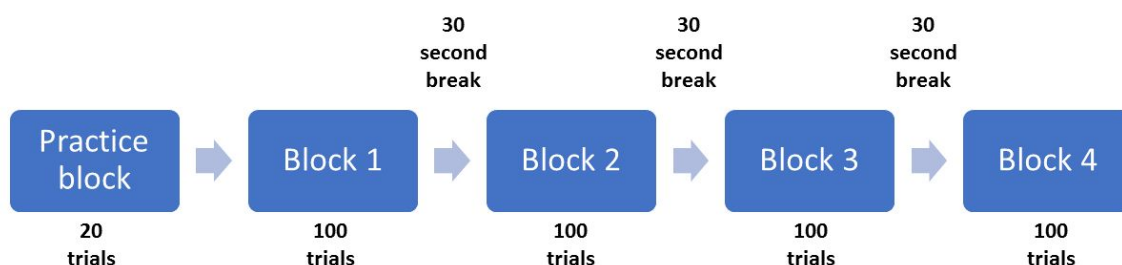 30
second
break
30
second
break
30
second
break
Practice
block
Block 1
Block 2
Block 3
Block 4
20
trials
100
trials
100
trials
100
trials
100
trials